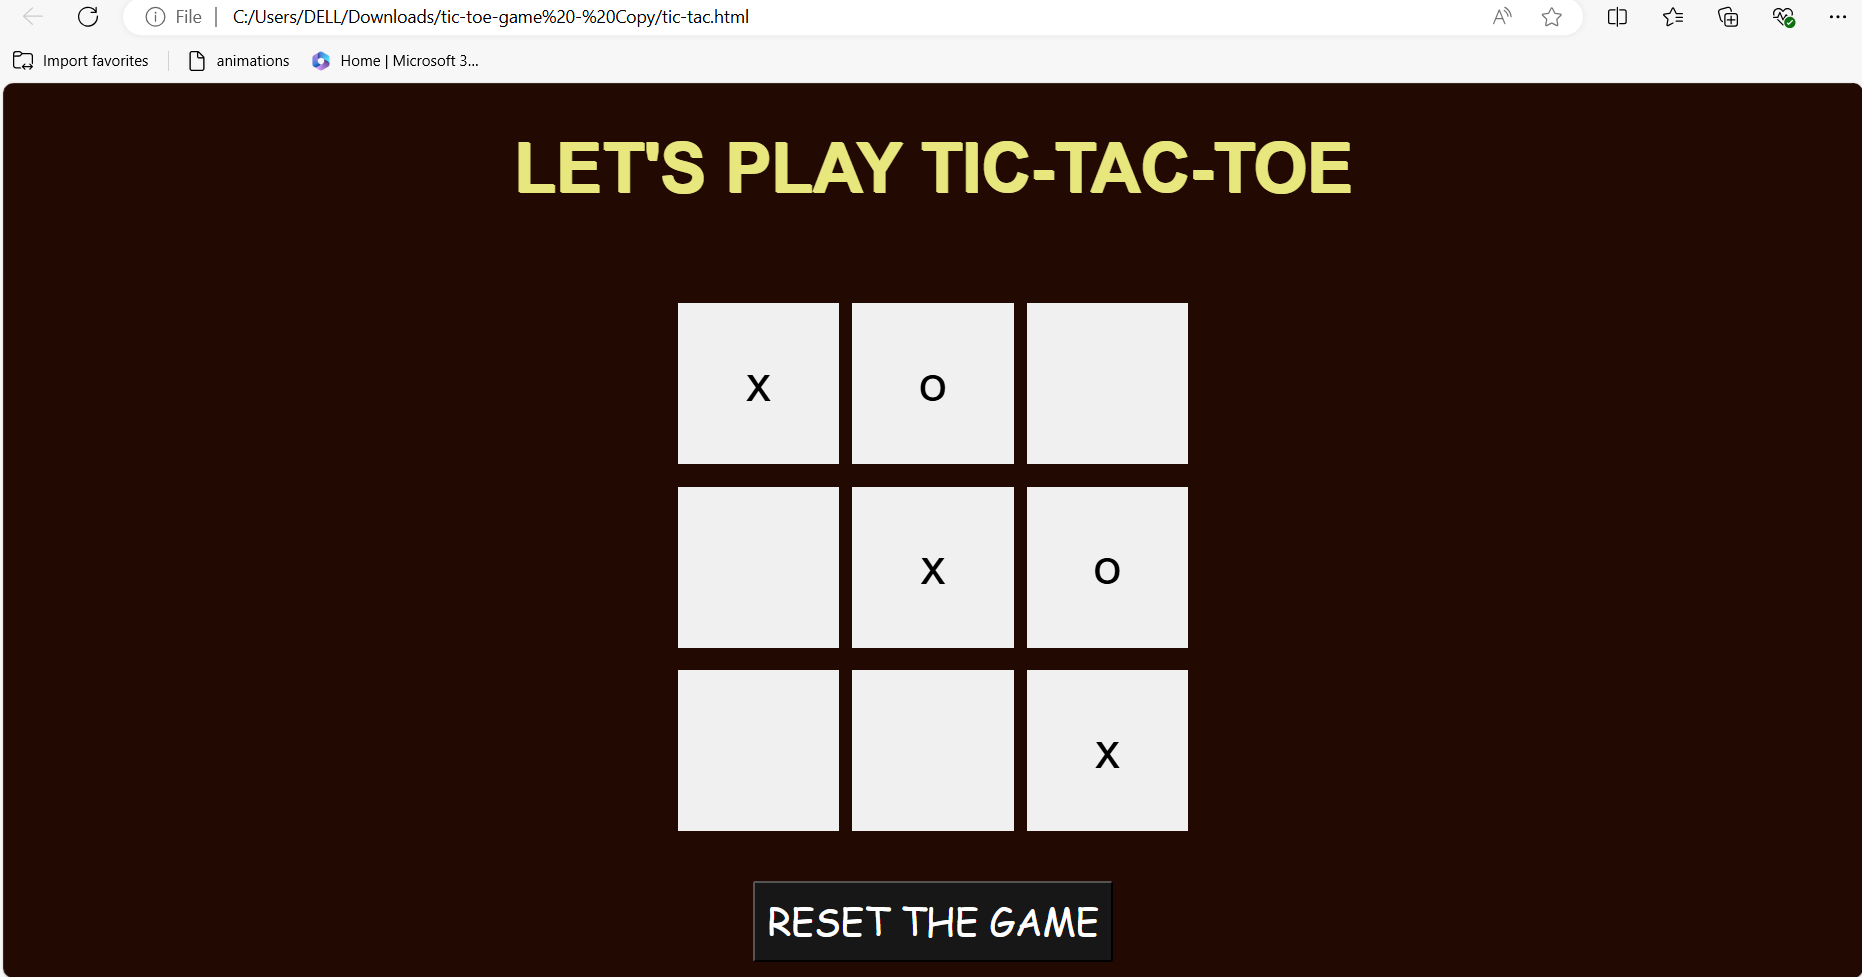 File C:/Users/DELL/Downloads/tic-toe-game%20-%20Copy/tic-tac.html
Import favorites animations Home | Microsoft 3...
LET'S PLAY TIC-TAC-TOE
X O
X O
X
RESET THE GAME